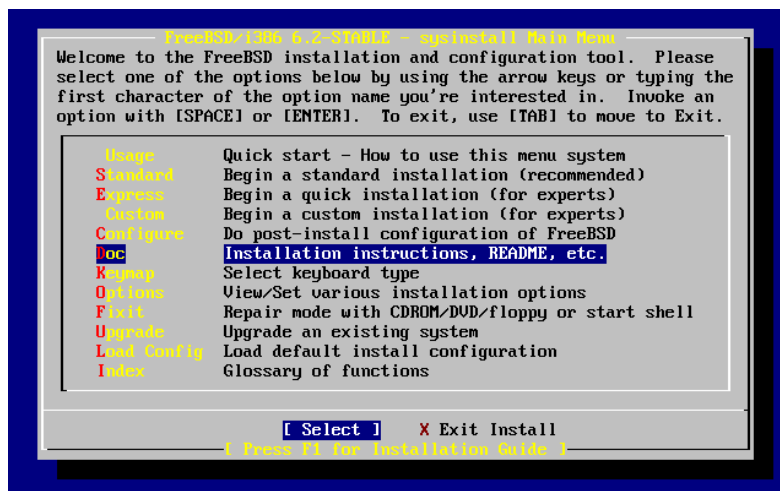 FreeBSD/i386 6.2-STABLE - sysinstall Main Menu
Welcome to the FreeBSD installation and configuration tool. Please
select one of the options below by using the arrow keys or typing the
first character of the option name you're interested in. Invoke an
option with [SPACE] or [ENTER]. To exit, use [TAB] to move to Exit.
Usage Quick start - How to use this menu system
Standard Begin a standard installation (recommended)
Express Begin a quick installation (for experts)
Custom Begin a custom installation (for experts)
Configure Do post-install configuration of FreeBSD
Doc Installation instructions, README, etc.
Keymap Select keyboard type
Options View/Set various installation options
Fixit Repair mode with CDROM/DVD/floppy or start shell
Upgrade Upgrade an existing system
Load Config Load default install configuration
Index Glossary of functions
[ Select ] X Exit Install
[ Press F1 for Installation Guide ]